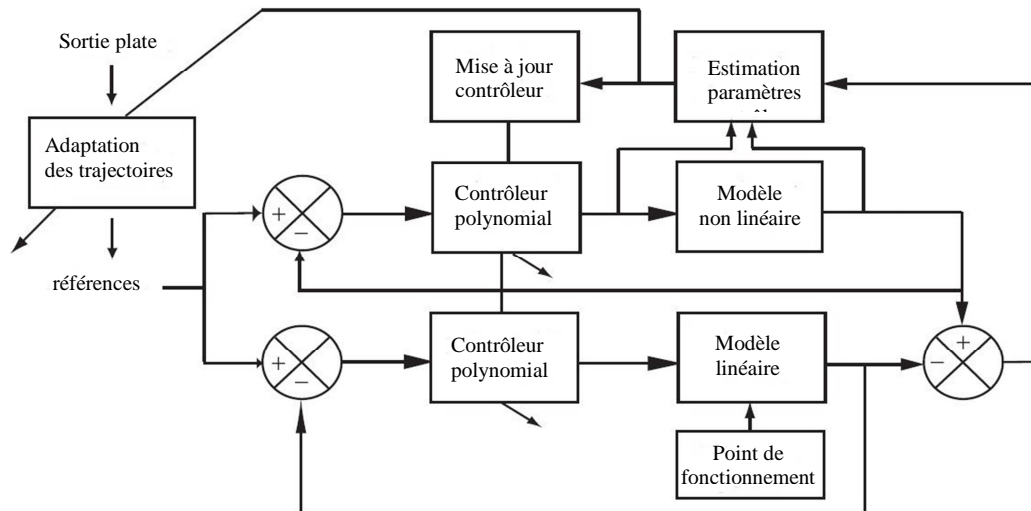 Sortie plate
Mise à jour
contrôleur
Estimation
paramètres
Adaptation
des trajectoires
Contrôleur
polynomial
Modèle
non linéaire
+
−
références
Contrôleur
polynomial
Modèle
linéaire
+
−
+
−
Point de
fonctionnement